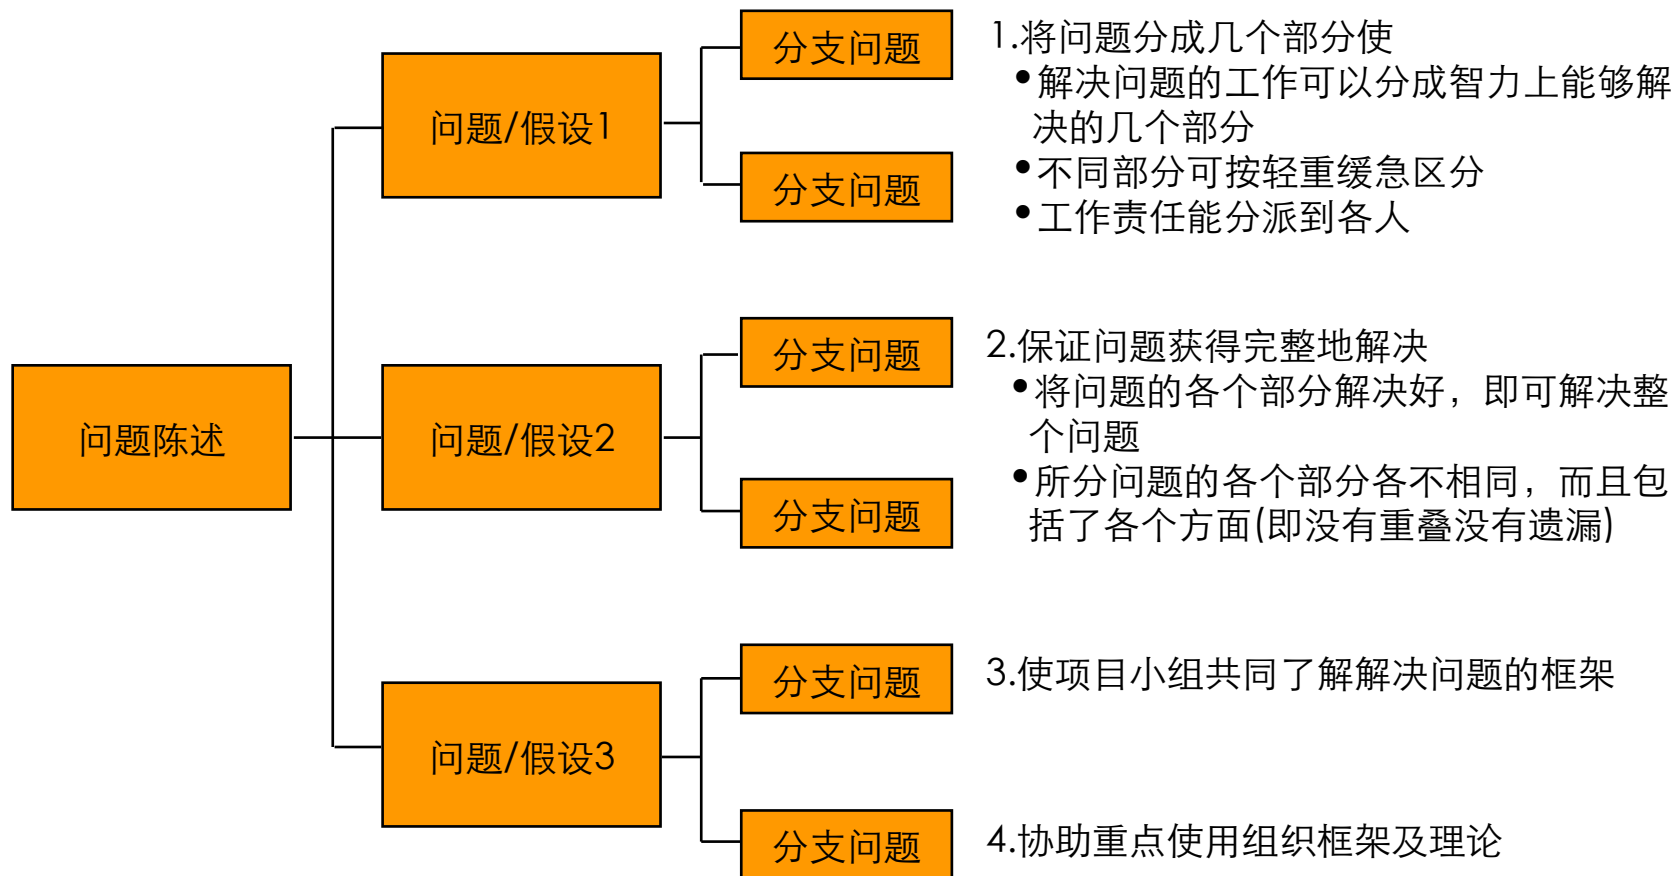 问题陈述
问题/假设1
分支问题
分支问题
问题/假设2
分支问题
分支问题
问题/假设3
分支问题
分支问题
1.将问题分成几个部分使
•解决问题的工作可以分成智力上能够解
决的几个部分
•不同部分可按轻重缓急区分
•工作责任能分派到各人
2.保证问题获得完整地解决
•将问题的各个部分解决好，即可解决整
个问题
•所分问题的各个部分各不相同，而且包
括了各个方面(即没有重叠没有遗漏)
3.使项目小组共同了解解决问题的框架
4.协助重点使用组织框架及理论